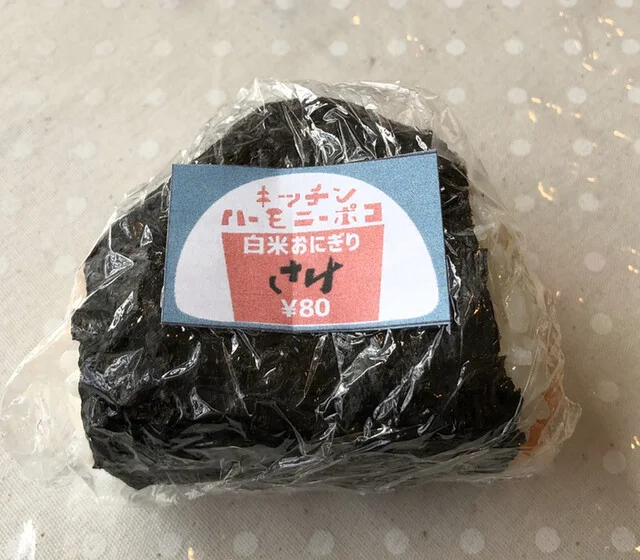 キッチン
ハーモニーポコ
白米おにぎり
さけ
¥80